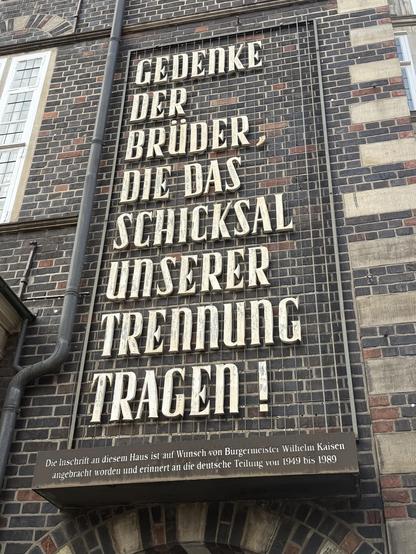 GEDENKE
DER
BRÜDER,
DIE DAS
SCHICKSAL
UNSERER
TRENNUNG
TRAGEN!
Die Inschrift an diesem Haus ist auf Wunsch von Bürgermeister Wilhelm Kaisen
angebracht worden und erinnert an die deutsche Teilung von 1949 bis 1989